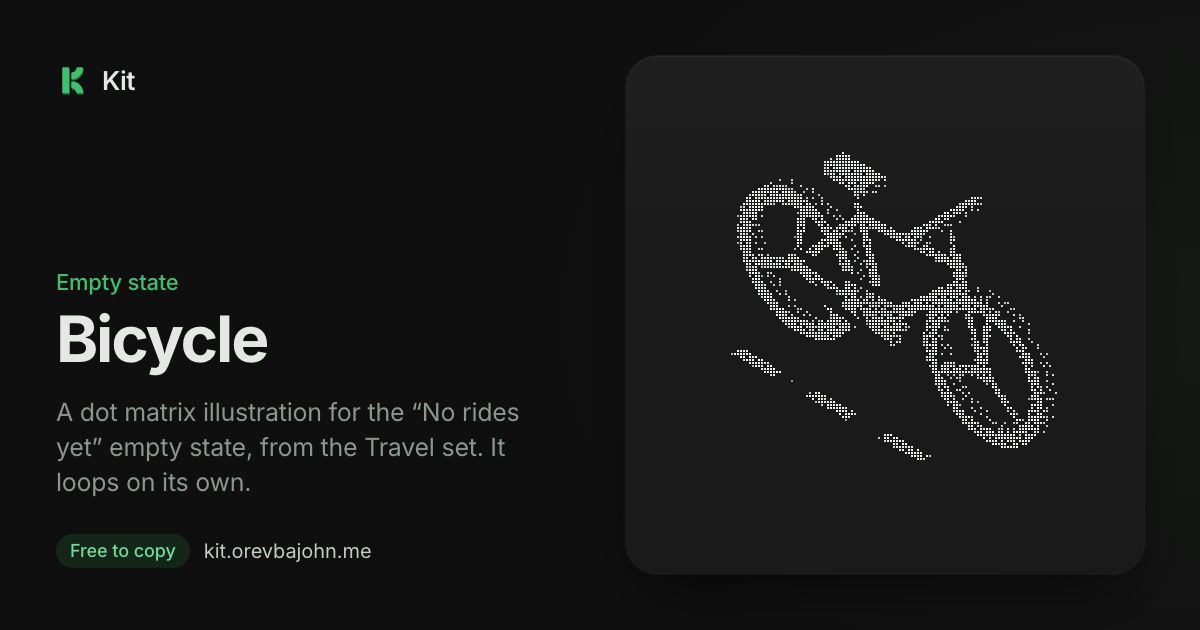 Kit
Empty state
Bicycle
A dot matrix illustration for the “No rides
yet” empty state, from the Travel set. It
loops on its own.
Free to copy
kit.orevbajohn.me